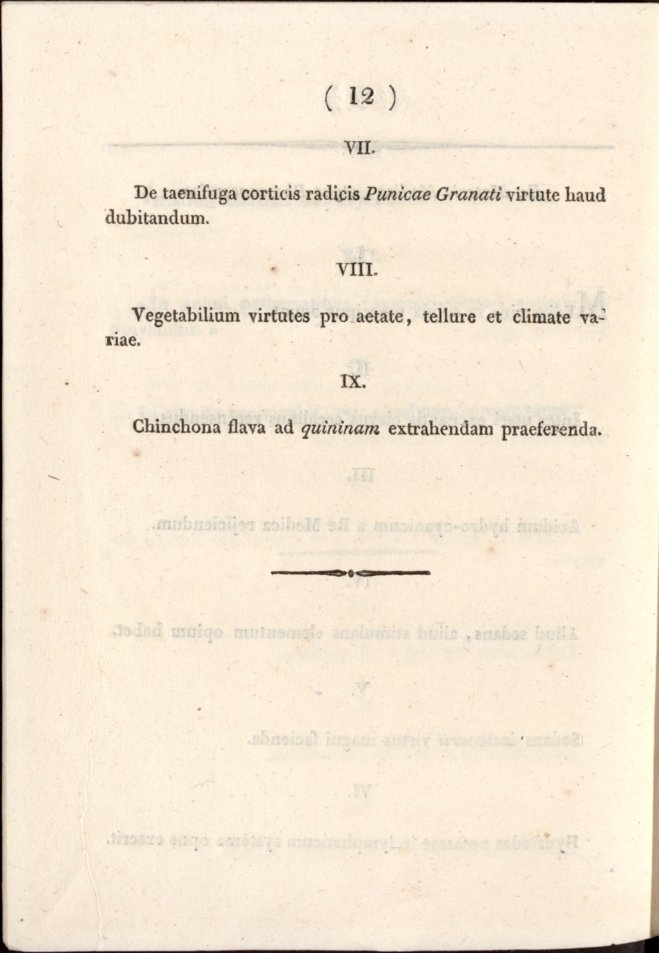 ( 12 )
VII.
De taenifuga corticis radicis Punicae Granati virtute haud
dubitandum.
VIII.
Vegetabilium virtutes pro aetate, tellure et climate va-
riae.
IX.
Chinchona flava ad quininam extrahendam praeferenda.